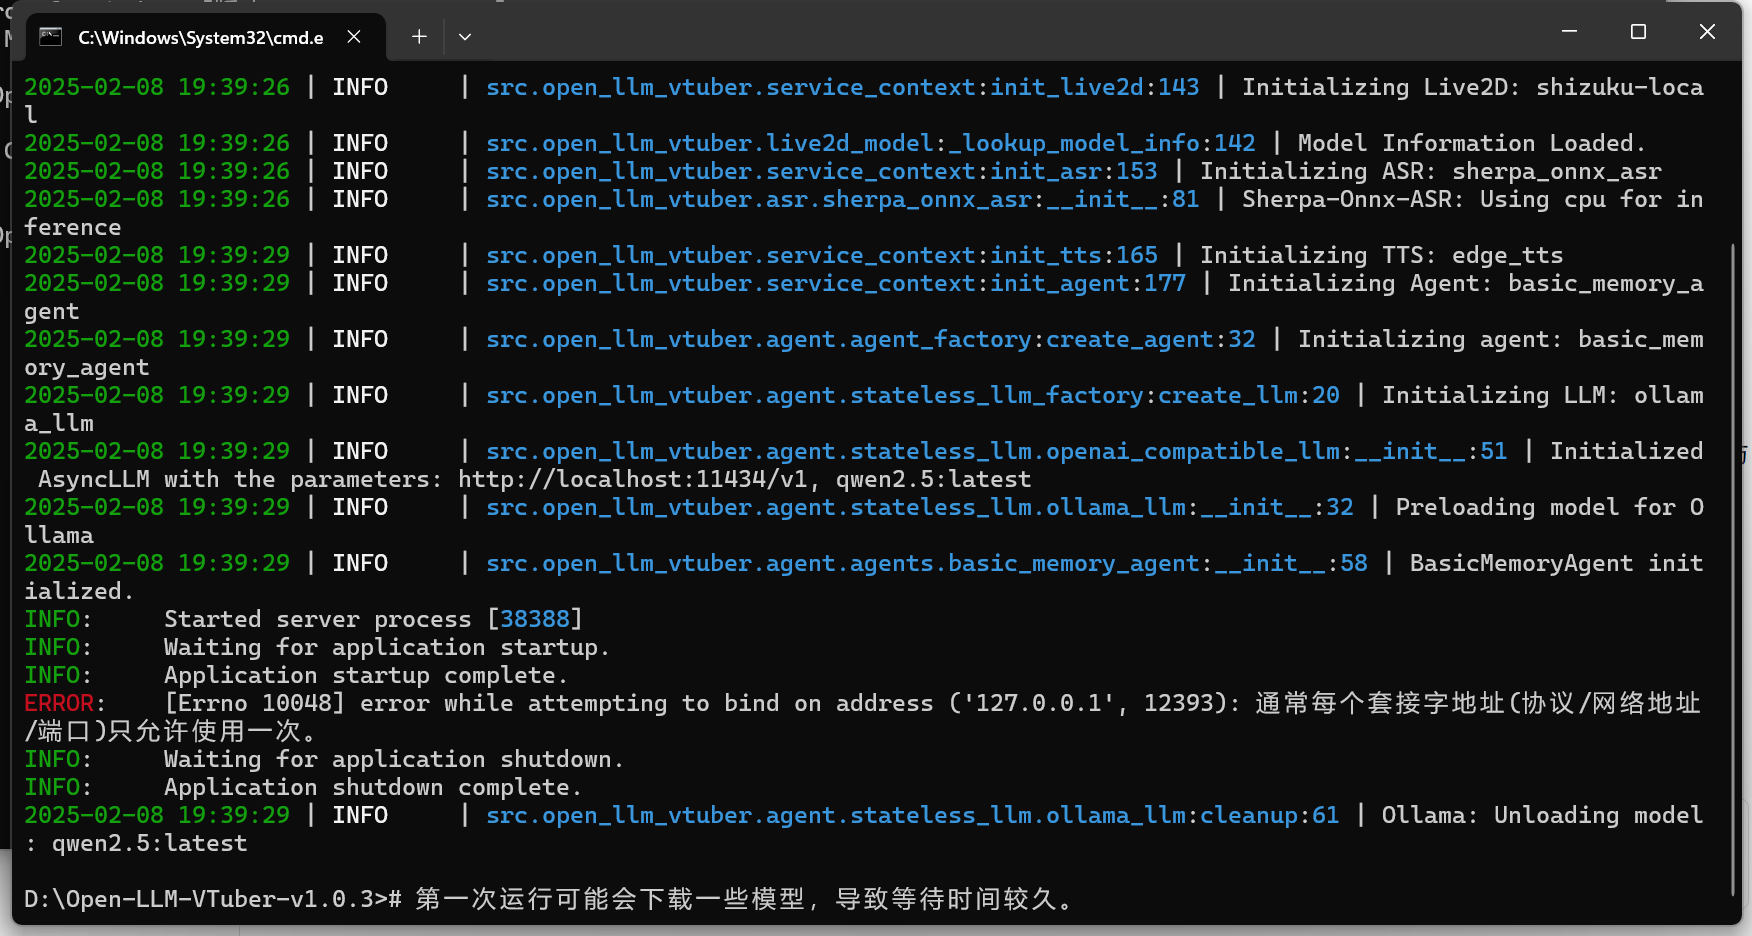 C:\Windows\System32\cmd.e
2025-02-08 19:39:26 | INFO     | src.open_llm_vtuber.service_context:init_live2d:143 | Initializing Live2D: shizuku-loca
l
2025-02-08 19:39:26 | INFO     | src.open_llm_vtuber.live2d_model:_lookup_model_info:142 | Model Information Loaded.
2025-02-08 19:39:26 | INFO     | src.open_llm_vtuber.service_context:init_asr:153 | Initializing ASR: sherpa_onnx_asr
2025-02-08 19:39:26 | INFO     | src.open_llm_vtuber.asr.sherpa_onnx_asr:__init__:81 | Sherpa-Onnx-ASR: Using cpu for in
ference
2025-02-08 19:39:29 | INFO     | src.open_llm_vtuber.service_context:init_tts:165 | Initializing TTS: edge_tts
2025-02-08 19:39:29 | INFO     | src.open_llm_vtuber.service_context:init_agent:177 | Initializing Agent: basic_memory_a
gent
2025-02-08 19:39:29 | INFO     | src.open_llm_vtuber.agent.agent_factory:create_agent:32 | Initializing agent: basic_mem
ory_agent
2025-02-08 19:39:29 | INFO     | src.open_llm_vtuber.agent.stateless_llm_factory:create_llm:20 | Initializing LLM: ollam
a_llm
2025-02-08 19:39:29 | INFO     | src.open_llm_vtuber.agent.stateless_llm.openai_compatible_llm:__init__:51 | Initialized
 AsyncLLM with the parameters: http://localhost:11434/v1, qwen2.5:latest
2025-02-08 19:39:29 | INFO     | src.open_llm_vtuber.agent.stateless_llm.ollama_llm:__init__:32 | Preloading model for O
llama
2025-02-08 19:39:29 | INFO     | src.open_llm_vtuber.agent.agents.basic_memory_agent:__init__:58 | BasicMemoryAgent init
ialized.
INFO:     Started server process [38388]
INFO:     Waiting for application startup.
INFO:     Application startup complete.
ERROR:    [Errno 10048] error while attempting to bind on address ('127.0.0.1', 12393): 通常每个套接字地址(协议/网络地址
/端口)只允许使用一次。
INFO:     Waiting for application shutdown.
INFO:     Application shutdown complete.
2025-02-08 19:39:29 | INFO     | src.open_llm_vtuber.agent.stateless_llm.ollama_llm:cleanup:61 | Ollama: Unloading model
: qwen2.5:latest
D:\Open-LLM-VTuber-v1.0.3># 第一次运行可能会下载一些模型，导致等待时间较久。